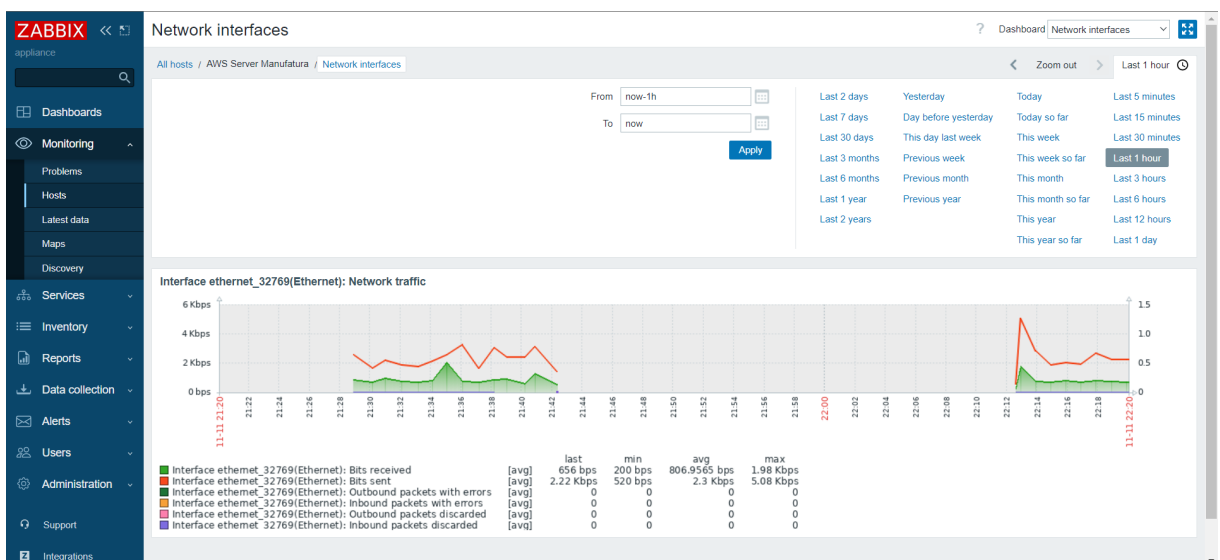 ZABBIX
appliance
Dashboards
Monitoring
Problems
Hosts
Latest data
Maps
Discovery
Services
Inventory
Reports
Data collection
Alerts
Users
Administration
Support
Integrations
Network interfaces
? Dashboard Network interfaces
All hosts / AWS Server Manufatura / Network interfaces
Zoom out Last 1 hour
From now-1h
To now
Apply
Last 2 days Yesterday Today Last 5 minutes
Last 7 days Day before yesterday Today so far Last 15 minutes
Last 30 days This day last week This week Last 30 minutes
Last 3 months Previous week This week so far Last 1 hour
Last 6 months Previous month This month Last 3 hours
Last 1 year Previous year This month so far Last 6 hours
Last 2 years This year Last 12 hours
This year so far Last 1 day
Interface ethernet_32769(Ethernet): Network traffic
6 Kbps 1.5
4 Kbps 1.0
2 Kbps 0.5
0 bps 0
11-11 21:20 21:22 21:24 21:26 21:28 21:30 21:32 21:34 21:36 21:38 21:40 21:42 21:44 21:46 21:48 21:50 21:52 21:54 21:56 21:58 22:00 22:02 22:04 22:06 22:08 22:10 22:12 22:14 22:16 22:18 11-11 22:20
last min avg max
Interface ethernet_32769(Ethernet): Bits received [avg] 656 bps 200 bps 806.9565 bps 1.98 Kbps
Interface ethernet_32769(Ethernet): Bits sent [avg] 2.22 Kbps 520 bps 2.3 Kbps 5.08 Kbps
Interface ethernet_32769(Ethernet): Outbound packets with errors [avg] 0 0 0 0
Interface ethernet_32769(Ethernet): Inbound packets with errors [avg] 0 0 0 0
Interface ethernet_32769(Ethernet): Outbound packets discarded [avg] 0 0 0 0
Interface ethernet_32769(Ethernet): Inbound packets discarded [avg] 0 0 0 0